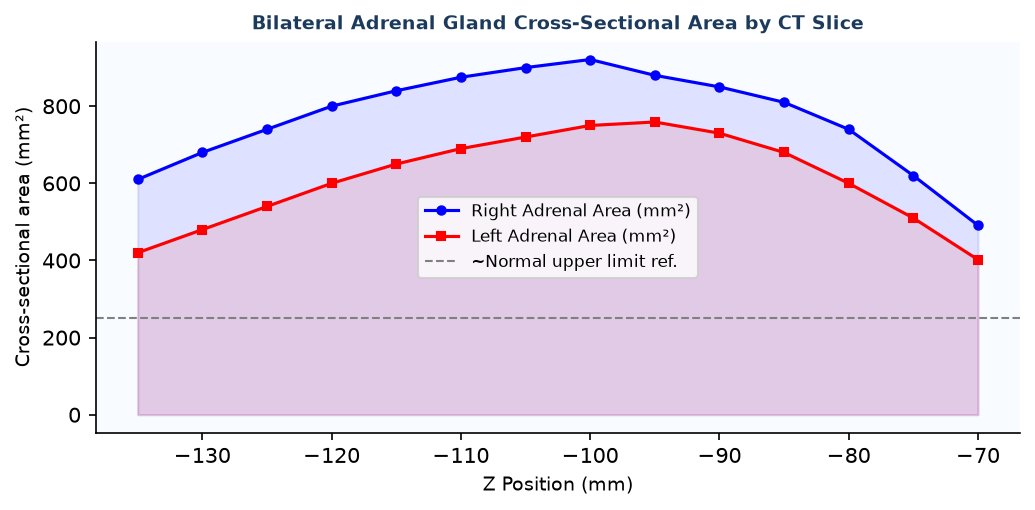 Bilateral Adrenal Gland Cross-Sectional Area by CT Slice
Cross-sectional area (mm²)
800
600
400
200
0
Right Adrenal Area (mm²)
Left Adrenal Area (mm²)
~Normal upper limit ref.
−130
−120
−110
−100
−90
−80
−70
Z Position (mm)